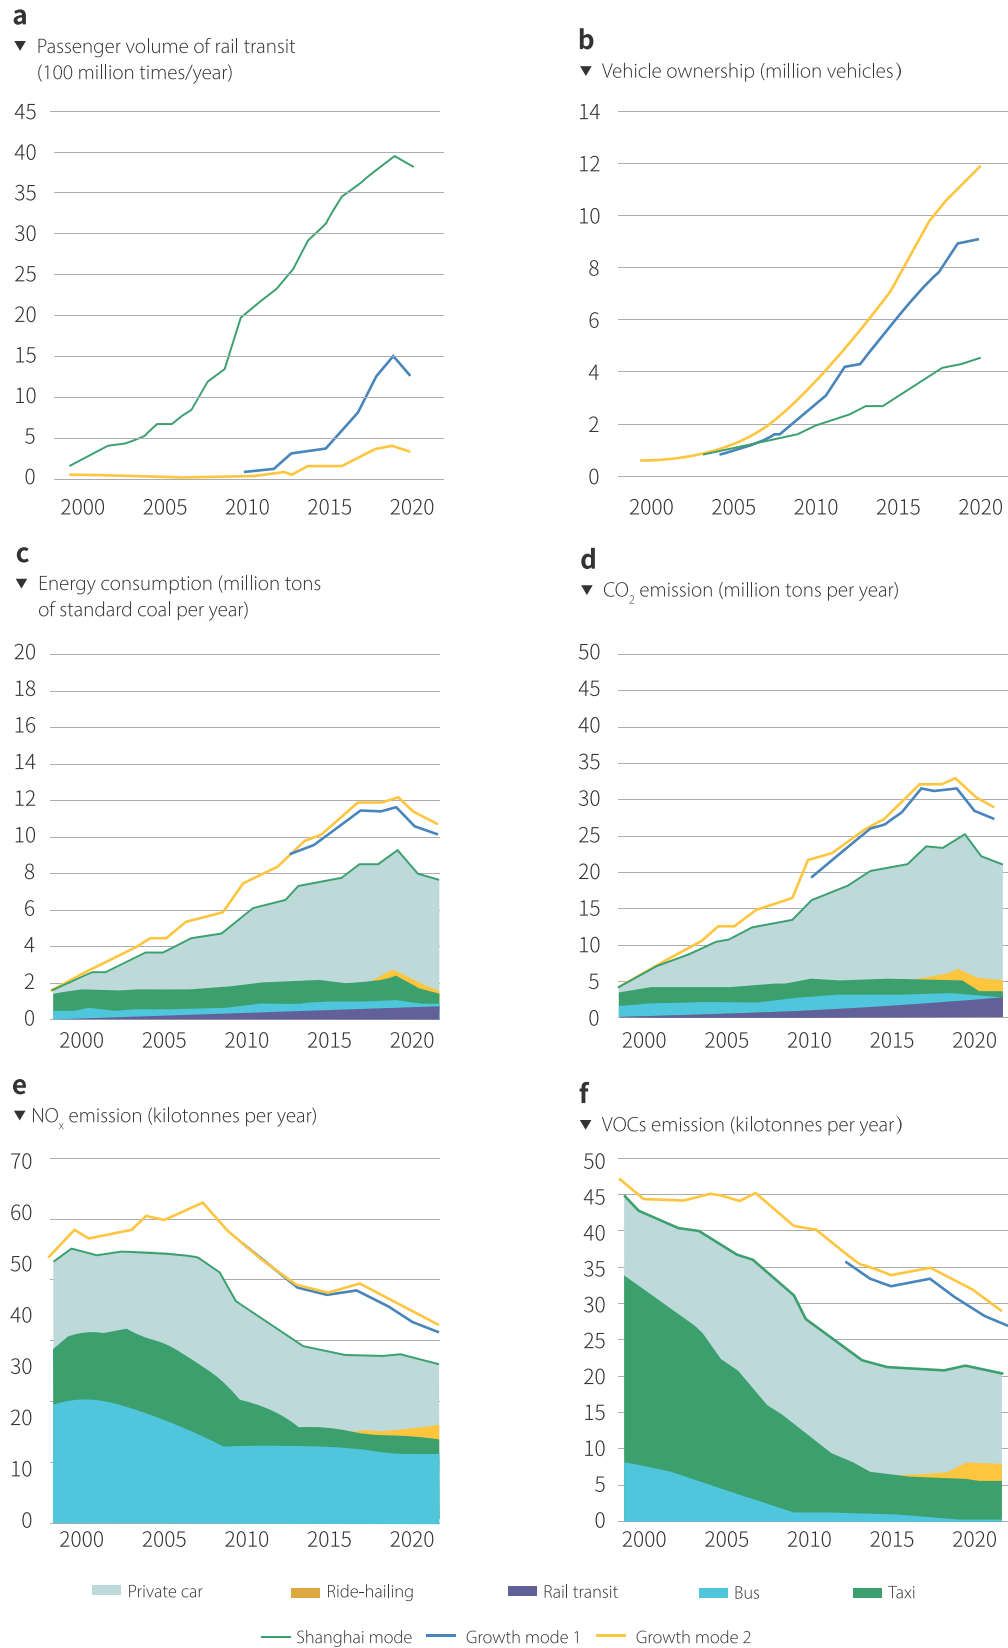 a
▼ Passenger volume of rail transit
(100 million times/year)
45
40
35
30
25
20
15
10
5
0
2000 2005 2010 2015 2020
b
▼ Vehicle ownership (million vehicles)
14
12
10
8
6
4
2
0
2000 2005 2010 2015 2020
c
▼ Energy consumption (million tons
of standard coal per year)
20
18
16
14
12
10
8
6
4
2
0
2000 2005 2010 2015 2020
d
▼ CO₂ emission (million tons per year)
50
45
40
35
30
25
20
15
10
5
0
2000 2005 2010 2015 2020
e
▼ NOₓ emission (kilotonnes per year)
70
60
50
40
30
20
10
0
2000 2005 2010 2015 2020
f
▼ VOCs emission (kilotonnes per year)
50
45
40
35
30
25
20
15
10
5
0
2000 2005 2010 2015 2020
Private car Ride-hailing Rail transit Bus Taxi
Shanghai mode Growth mode 1 Growth mode 2